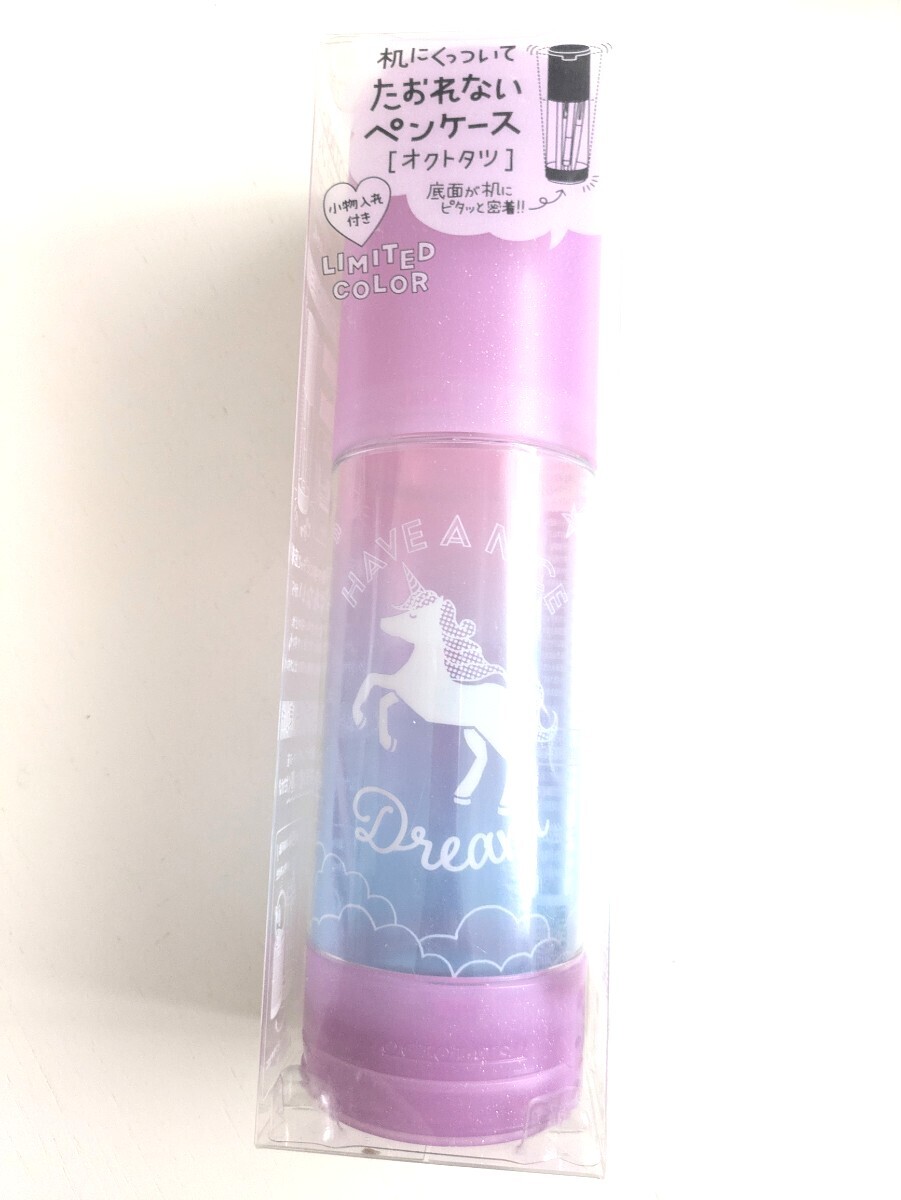 机にくっついて
たおれない
ペンケース
[オクトタツ]
底面が机に
ピタッと密着!!
小物入れ
付き
LIMITED
COLOR
HAVE A
Dream